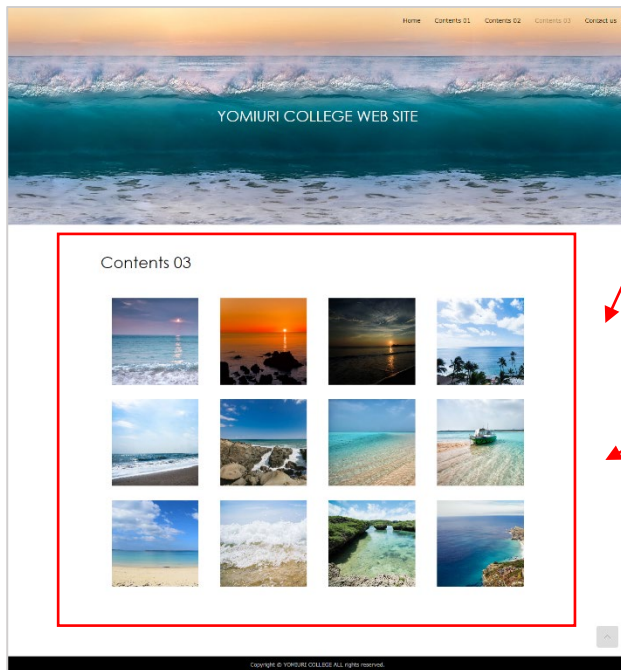 Home Contents 01 Contents 02 Contents 03 Contact us
YOMIURI COLLEGE WEB SITE
Contents 03
Copyright © YOMIURI COLLEGE ALL rights reserved.